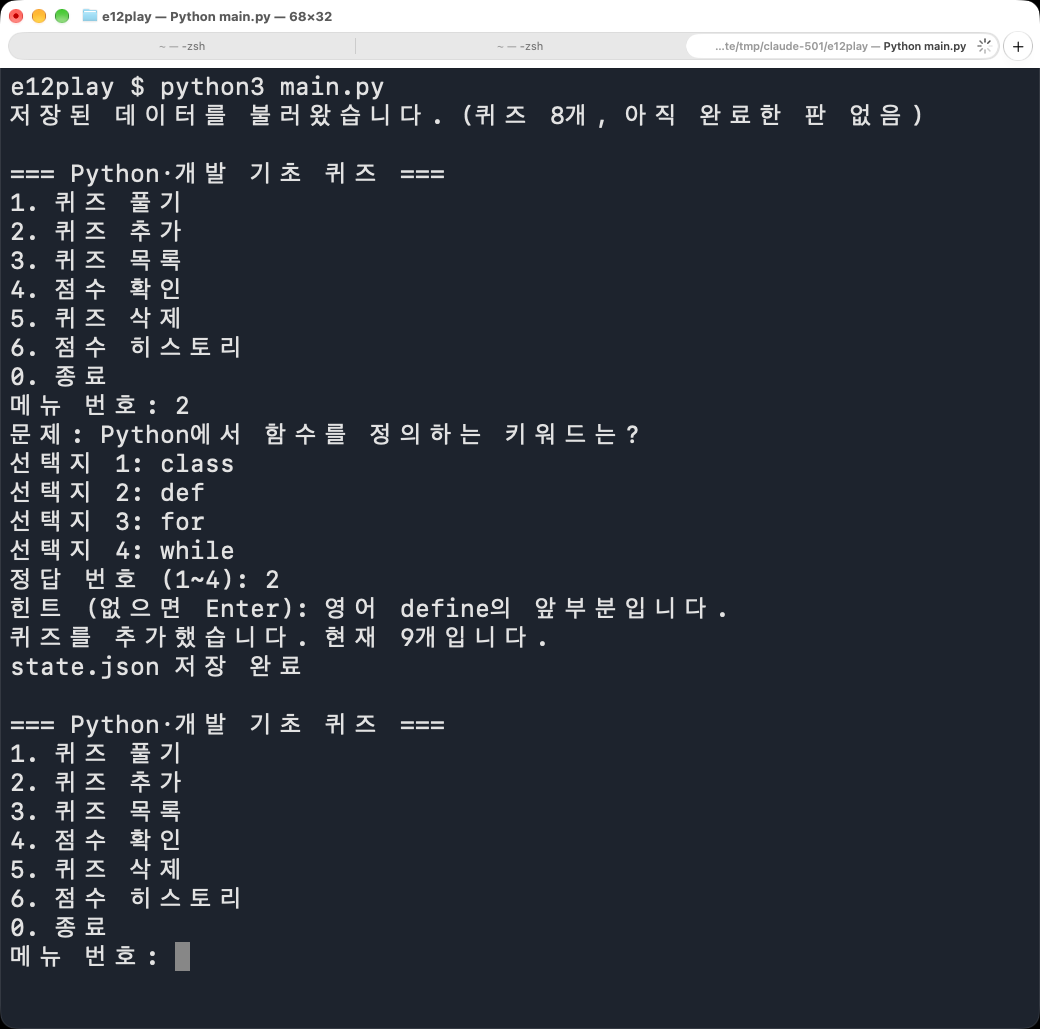 e12play — Python main.py — 68×32
~ — -zsh
~ — -zsh
...te/tmp/claude-501/e12play — Python main.py
+
e12play $ python3 main.py
저장된 데이터를 불러왔습니다. (퀴즈 8개, 아직 완료한 판 없음)
=== Python·개발 기초 퀴즈 ===
1. 퀴즈 풀기
2. 퀴즈 추가
3. 퀴즈 목록
4. 점수 확인
5. 퀴즈 삭제
6. 점수 히스토리
0. 종료
메뉴 번호: 2
문제: Python에서 함수를 정의하는 키워드는?
선택지 1: class
선택지 2: def
선택지 3: for
선택지 4: while
정답 번호 (1~4): 2
힌트 (없으면 Enter): 영어 define의 앞부분입니다.
퀴즈를 추가했습니다. 현재 9개입니다.
state.json 저장 완료
=== Python·개발 기초 퀴즈 ===
1. 퀴즈 풀기
2. 퀴즈 추가
3. 퀴즈 목록
4. 점수 확인
5. 퀴즈 삭제
6. 점수 히스토리
0. 종료
메뉴 번호: